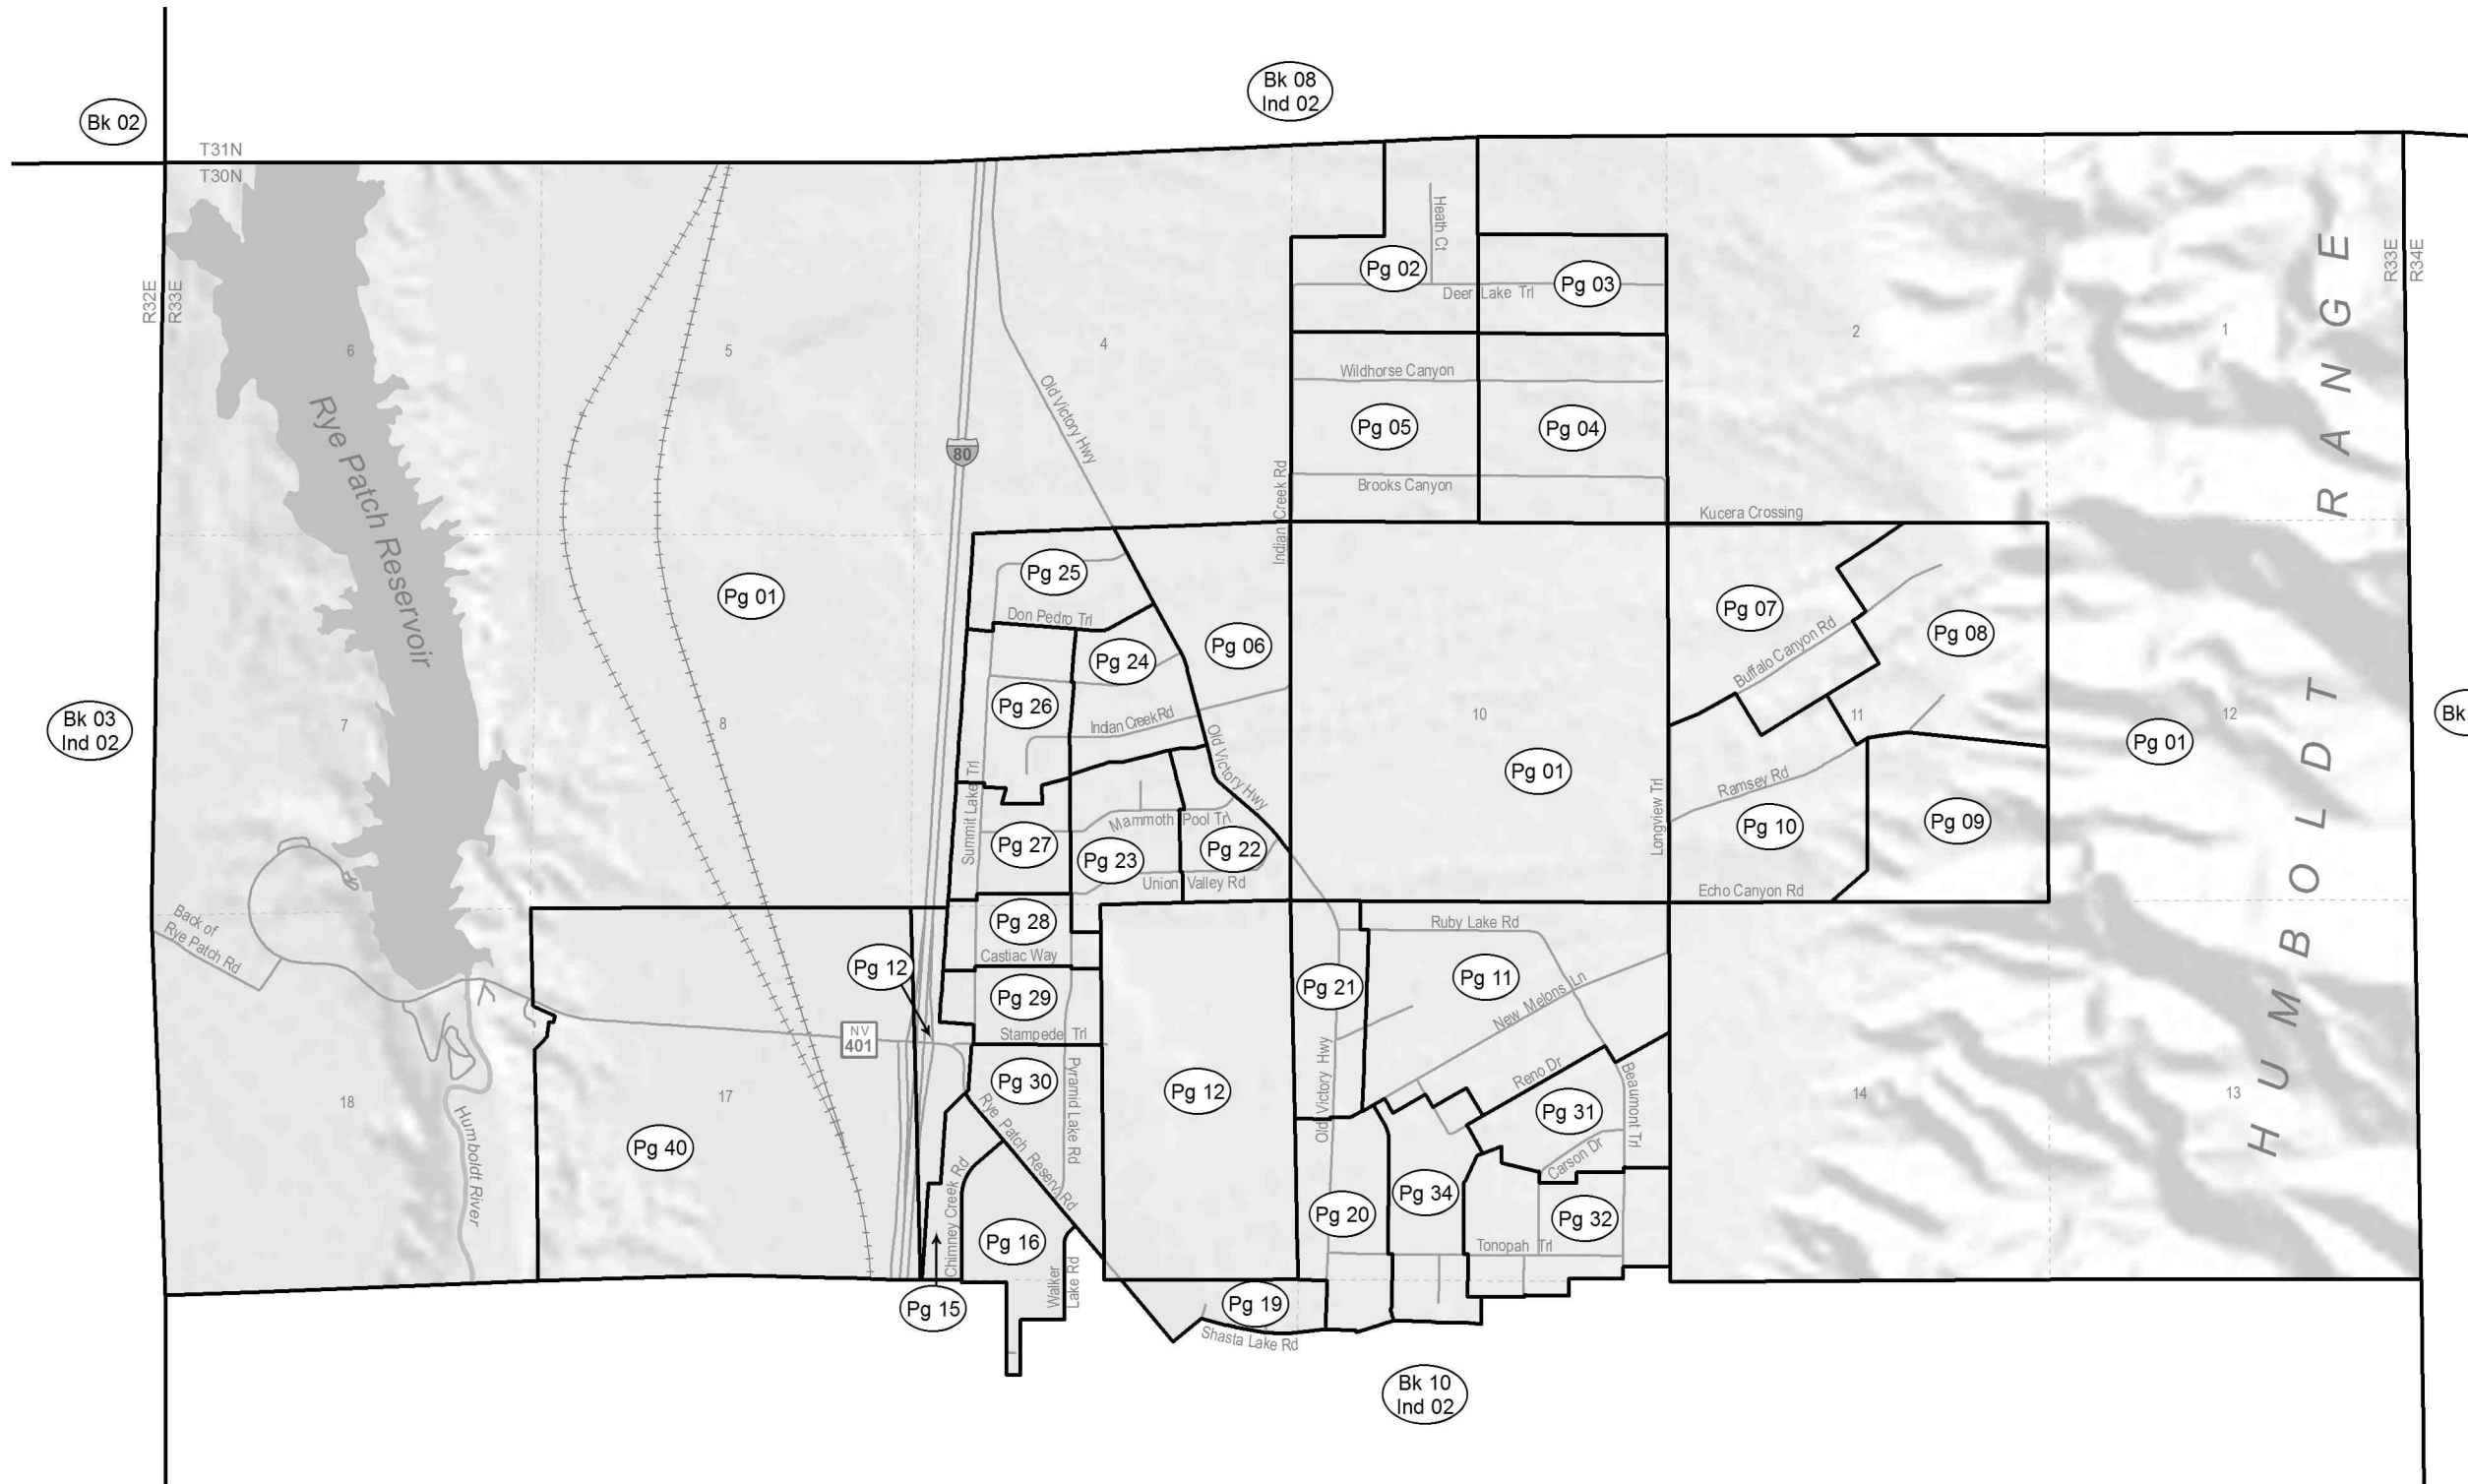 Bk 08
Ind 02
Bk 02
T31N
T30N
R32E
R33E
R33E
R34E
Heath Ct
Pg 02
Pg 03
Deer Lake Trl
6
5
4
2
1
Rye Patch Reservoir
Old Victory Hwy
Wildhorse Canyon
80
Pg 05
Pg 04
Indian Creek Rd
Brooks Canyon
Kucera Crossing
HUMBOLDT RANGE
Pg 25
Pg 01
Pg 07
Don Pedro Trl
Pg 06
Pg 08
Pg 24
Buffalo Canyon Rd
Pg 26
Bk 03
Ind 02
7
8
Indian Creek Rd
10
11
12
Bk
Pg 01
Old Victory Hwy
Pg 01
Summit Lake Trl
Longview Trl
Ramsey Rd
Mammoth Pool Trl
Pg 10
Pg 09
Pg 27
Pg 23
Pg 22
Union Valley Rd
Echo Canyon Rd
Back of
Rye Patch Rd
Pg 28
Ruby Lake Rd
Castiac Way
Pg 12
Pg 21
Pg 11
Pg 29
New Melons Ln
Stampede Trl
NV
401
Pg 30
Pyramid Lake Rd
Pg 12
Old Victory Hwy
Reno Dr
Beaumont Trl
18
17
14
13
Rye Patch Reserv Rd
Pg 31
Humboldt River
Pg 40
Carson Dr
Chimney Creek Rd
Pg 34
Pg 20
Pg 32
Pg 16
Tonopah Trl
Walker
Lake Rd
Pg 15
Pg 19
Shasta Lake Rd
Bk 10
Ind 02